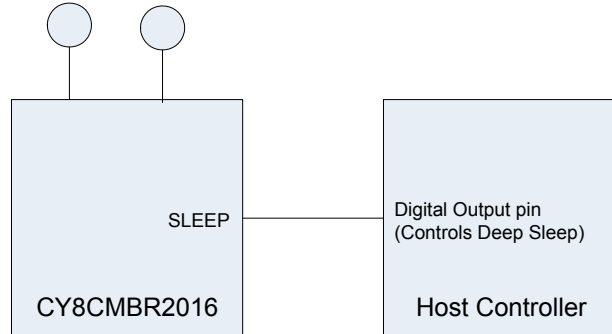 SLEEP
Digital Output pin
(Controls Deep Sleep)
CY8CMBR2016
Host Controller